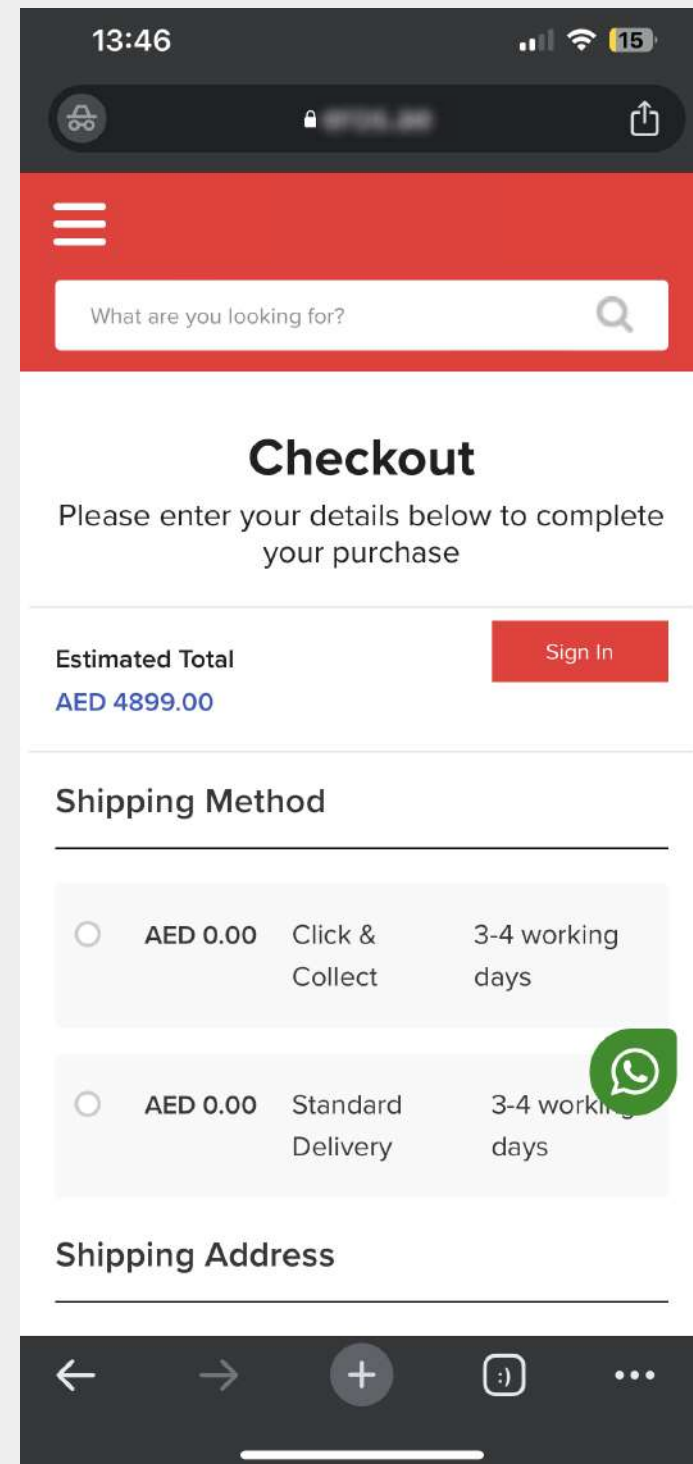 13:46
15
What are you looking for?
Checkout
Please enter your details below to complete
your purchase
Estimated Total
Sign In
AED 4899.00
Shipping Method
AED 0.00 Click & 3-4 working
Collect days
AED 0.00 Standard 3-4 working
Delivery days
Shipping Address
:)